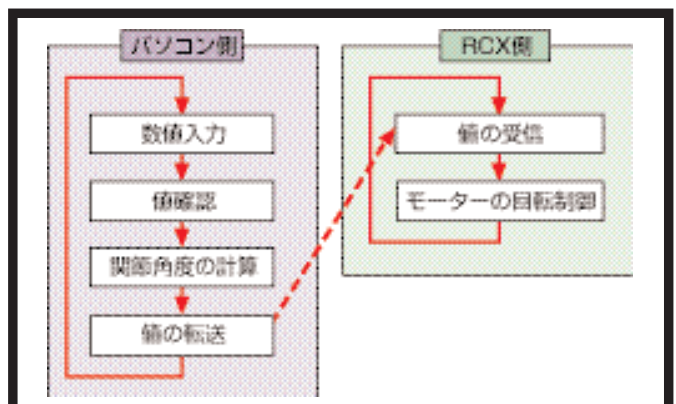 パソコン側
RCX側
数値入力
値確認
関節角度の計算
値の転送
値の受信
モーターの回転制御